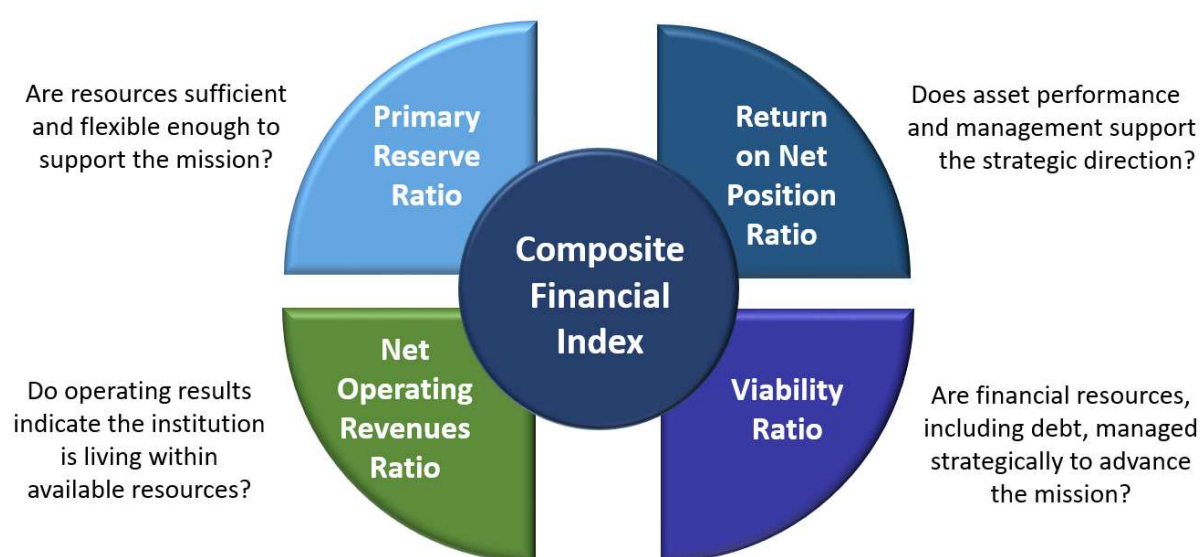 Are resources sufficient
and flexible enough to
support the mission?
Primary
Reserve
Ratio
Return
on Net
Position
Ratio
Does asset performance
and management support
the strategic direction?
Composite
Financial
Index
Do operating results
indicate the institution
is living within
available resources?
Net
Operating
Revenues
Ratio
Viability
Ratio
Are financial resources,
including debt, managed
strategically to advance
the mission?